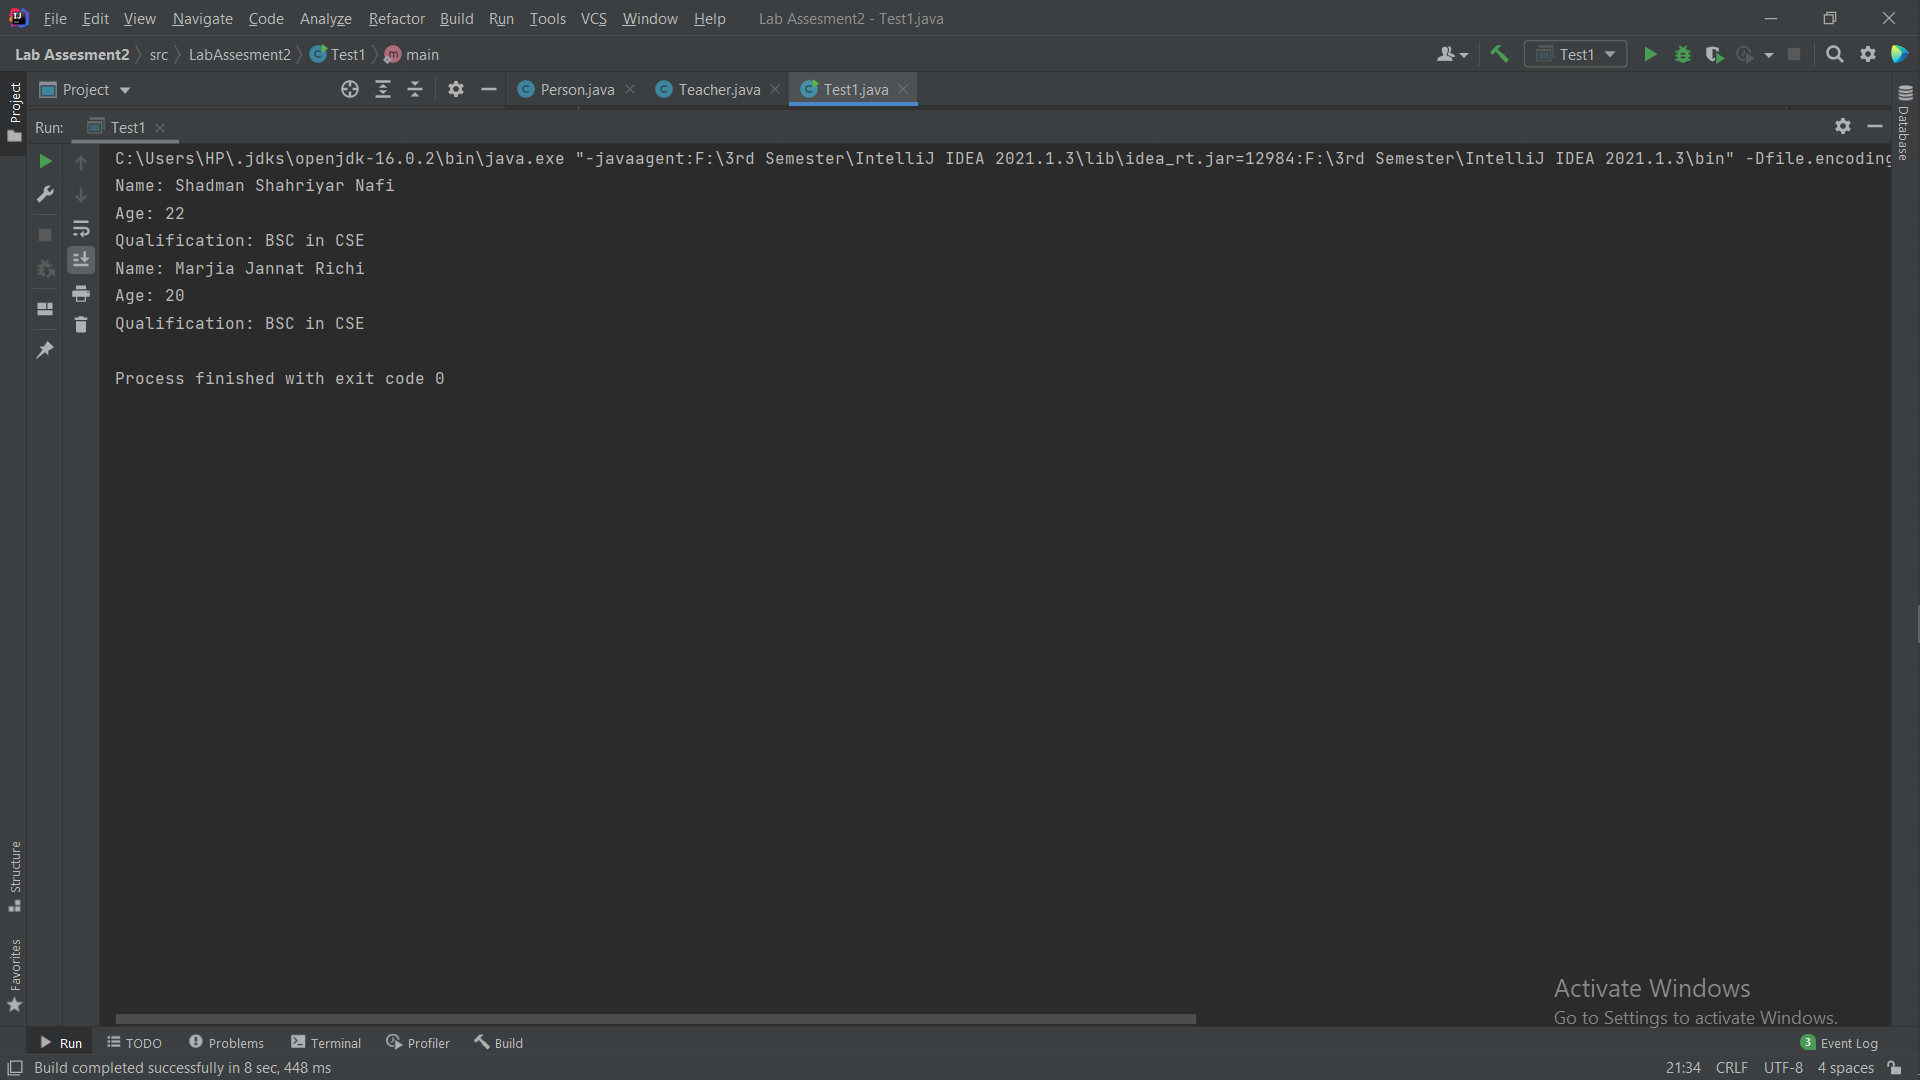 File Edit View Navigate Code Analyze Refactor Build Run Tools VCS Window Help Lab Assesment2 - Test1.java
Lab Assesment2 src LabAssesment2 Test1 main Test1
Project Person.java Teacher.java Test1.java
Run: Test1
C:\Users\HP\.jdks\openjdk-16.0.2\bin\java.exe "-javaagent:F:\3rd Semester\IntelliJ IDEA 2021.1.3\lib\idea_rt.jar=12984:F:\3rd Semester\IntelliJ IDEA 2021.1.3\bin" -Dfile.encoding
Name: Shadman Shahriyar Nafi
Age: 22
Qualification: BSC in CSE
Name: Marjia Jannat Richi
Age: 20
Qualification: BSC in CSE
Process finished with exit code 0
Project
Structure
Favorites
Database
Activate Windows
Go to Settings to activate Windows.
Run TODO Problems Terminal Profiler Build 3 Event Log
Build completed successfully in 8 sec, 448 ms 21:34 CRLF UTF-8 4 spaces